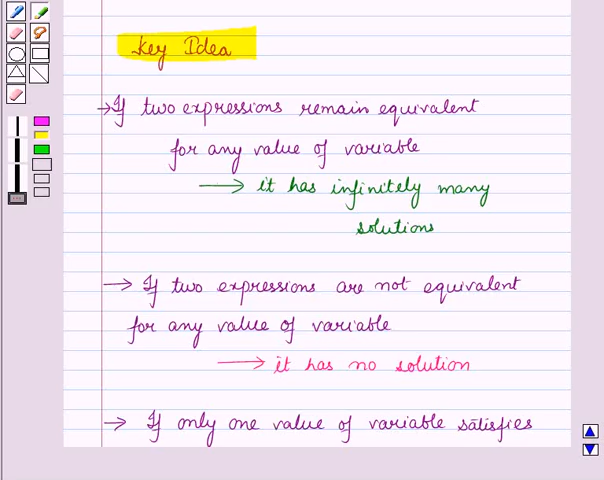 Key Idea
→ If two expressions remain equivalent
for any value of variable
→ it has infinitely many
solutions
→ If two expressions are not equivalent
for any value of variable
→ it has no solution
→ If only one value of variable satisfies